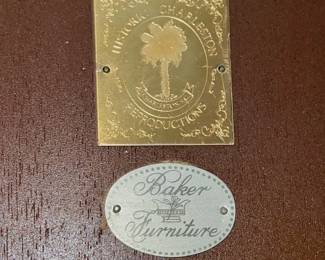 HISTORIC CHARLESTON
REPRODUCTIONS
Baker
Furniture